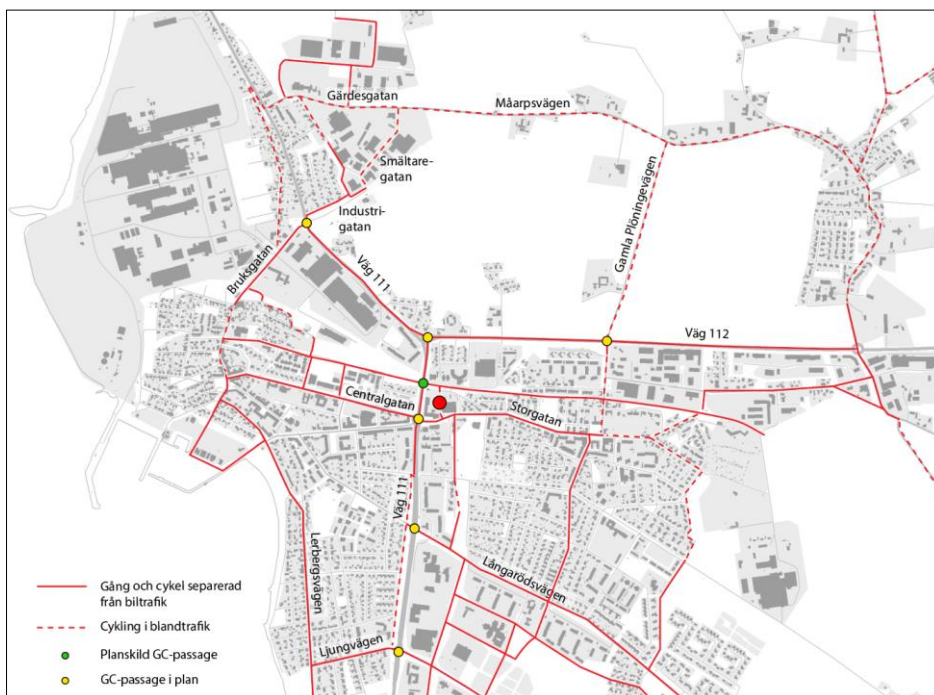 Gärdesgatan
Måarpsvägen
Smältare-
gatan
Gamla Plöningevägen
Industri-
gatan
Bruksgatan
Väg 111
Väg 112
Centralgatan
Storgatan
Väg 111
Lerbergsvägen
Långarödsvägen
Ljungvägen
Gång och cykel separerad
från biltrafik
Cykling i blandtrafik
Planskild GC-passage
GC-passage i plan